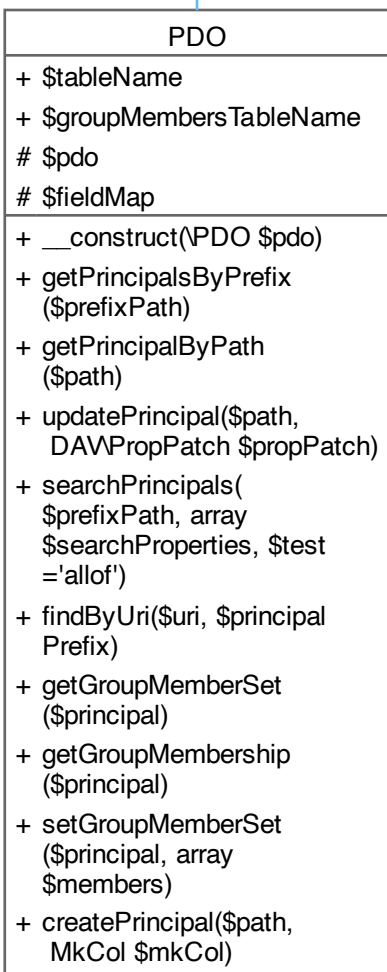 PDO
+ $tableName
+ $groupMembersTableName
# $pdo
# $fieldMap
+ __construct(\PDO $pdo)
+ getPrincipalsByPrefix
($prefixPath)
+ getPrincipalByPath
($path)
+ updatePrincipal($path,
DAV\PropPatch $propPatch)
+ searchPrincipals(
$prefixPath, array
$searchProperties, $test
='allof')
+ findByUri($uri, $principal
Prefix)
+ getGroupMemberSet
($principal)
+ getGroupMembership
($principal)
+ setGroupMemberSet
($principal, array
$members)
+ createPrincipal($path,
MkCol $mkCol)